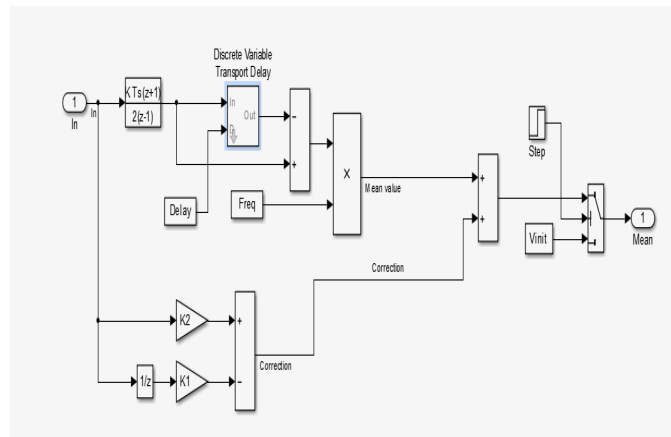 Discrete Variable
Transport Delay
1
In
In
K Ts(z+1)
2(z-1)
In
Out
D
−
+
Delay
Freq
×
Mean value
+
+
Step
Vinit
1
Mean
Correction
K2
+
1/z
K1
−
Correction